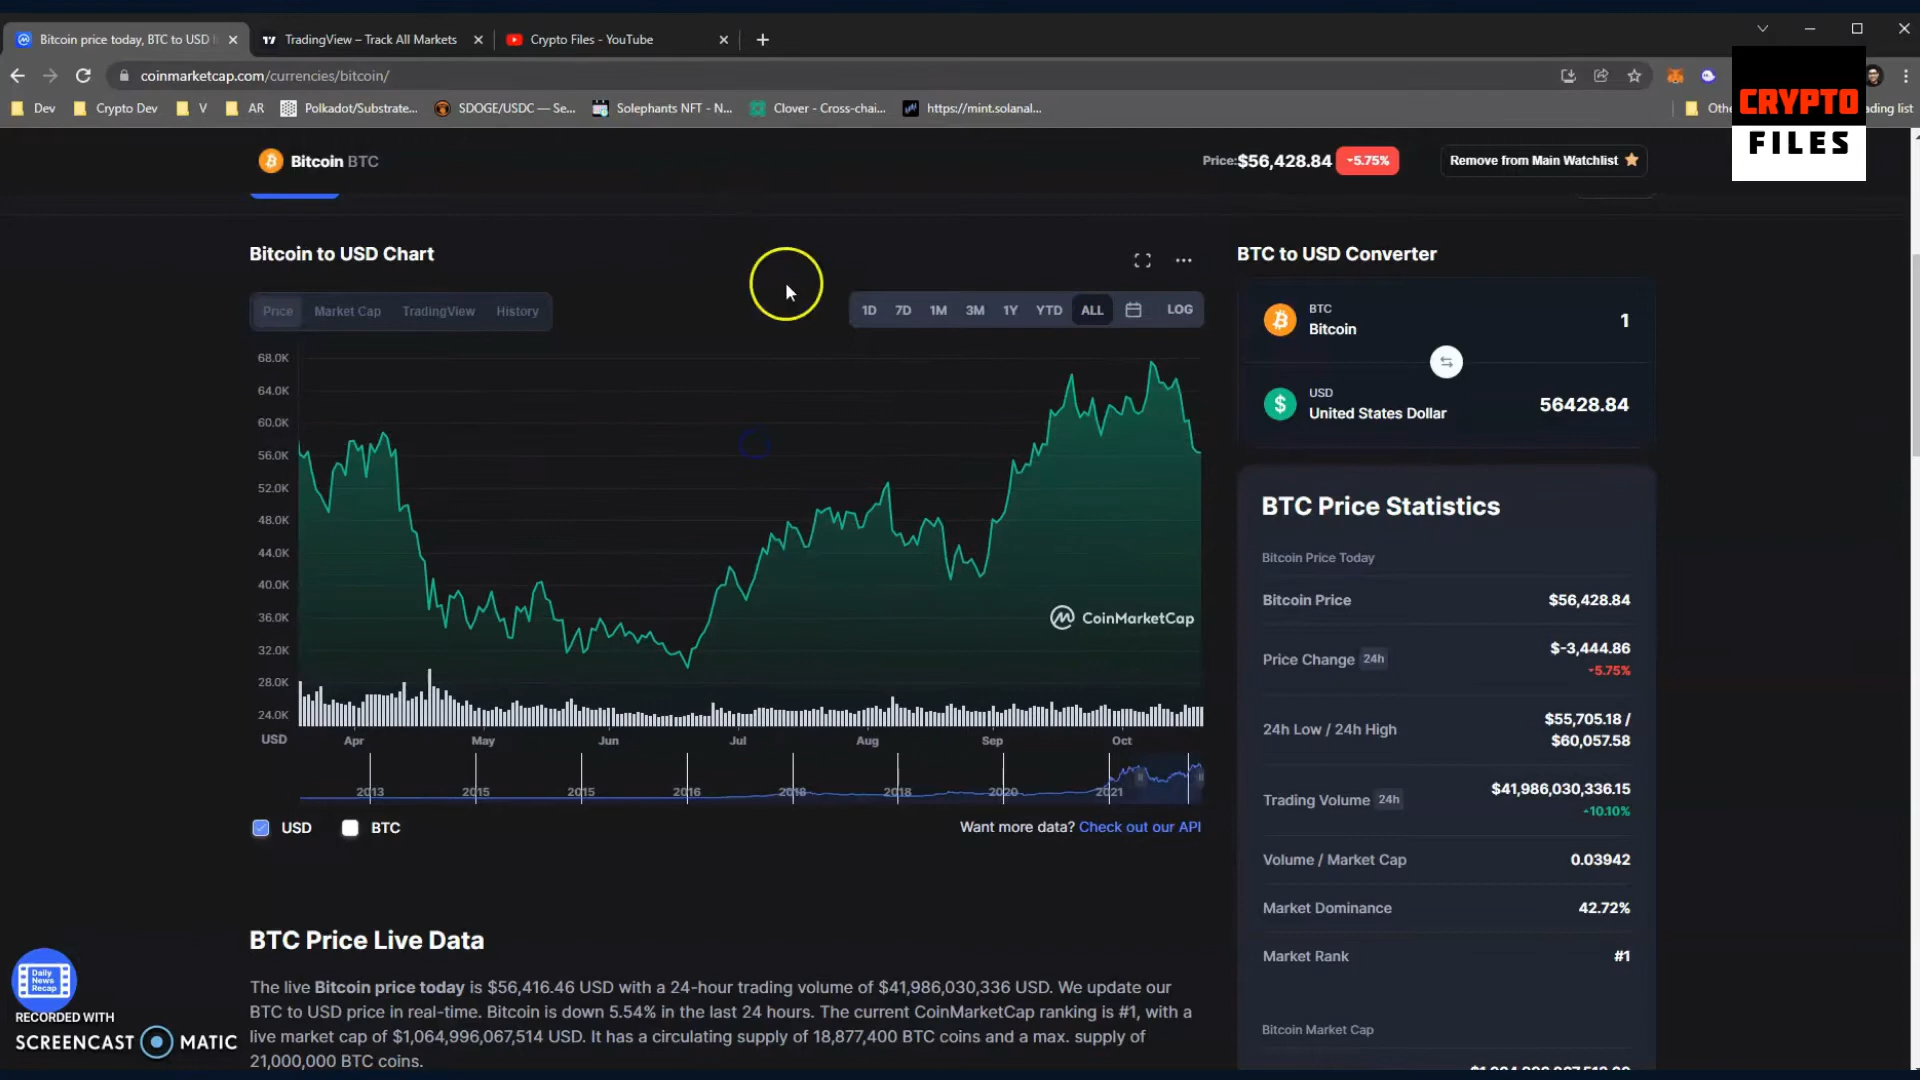 Bitcoin price today, BTC to USD l
TradingView – Track All Markets
Crypto Files - YouTube
coinmarketcap.com/currencies/bitcoin/
Dev
Crypto Dev
V
AR
Polkadot/Substrate...
SDOGE/USDC — Se...
Solephants NFT - N...
Clover - Cross-chai...
https://mint.solanal...
Othe
ading list
CRYPTO
FILES
Bitcoin BTC
Price:$56,428.84
-5.75%
Remove from Main Watchlist
Bitcoin to USD Chart
Price
Market Cap
TradingView
History
1D
7D
1M
3M
1Y
YTD
ALL
LOG
68.0K
64.0K
60.0K
56.0K
52.0K
48.0K
44.0K
40.0K
36.0K
32.0K
28.0K
24.0K
CoinMarketCap
USD
Apr
May
Jun
Jul
Aug
Sep
Oct
2013
2015
2015
2016
2018
2018
2020
2021
USD
BTC
Want more data? Check out our API
BTC Price Live Data
The live Bitcoin price today is $56,416.46 USD with a 24-hour trading volume of $41,986,030,336 USD. We update our
BTC to USD price in real-time. Bitcoin is down 5.54% in the last 24 hours. The current CoinMarketCap ranking is #1, with a
live market cap of $1,064,996,067,514 USD. It has a circulating supply of 18,877,400 BTC coins and a max. supply of
21,000,000 BTC coins.
BTC to USD Converter
BTC
Bitcoin
1
USD
United States Dollar
56428.84
BTC Price Statistics
Bitcoin Price Today
Bitcoin Price
$56,428.84
Price Change 24h
$-3,444.86
-5.75%
24h Low / 24h High
$55,705.18 /
$60,057.58
Trading Volume 24h
$41,986,030,336.15
10.10%
Volume / Market Cap
0.03942
Market Dominance
42.72%
Market Rank
#1
Bitcoin Market Cap
Daily
News
Recap
RECORDED WITH
SCREENCAST MATIC